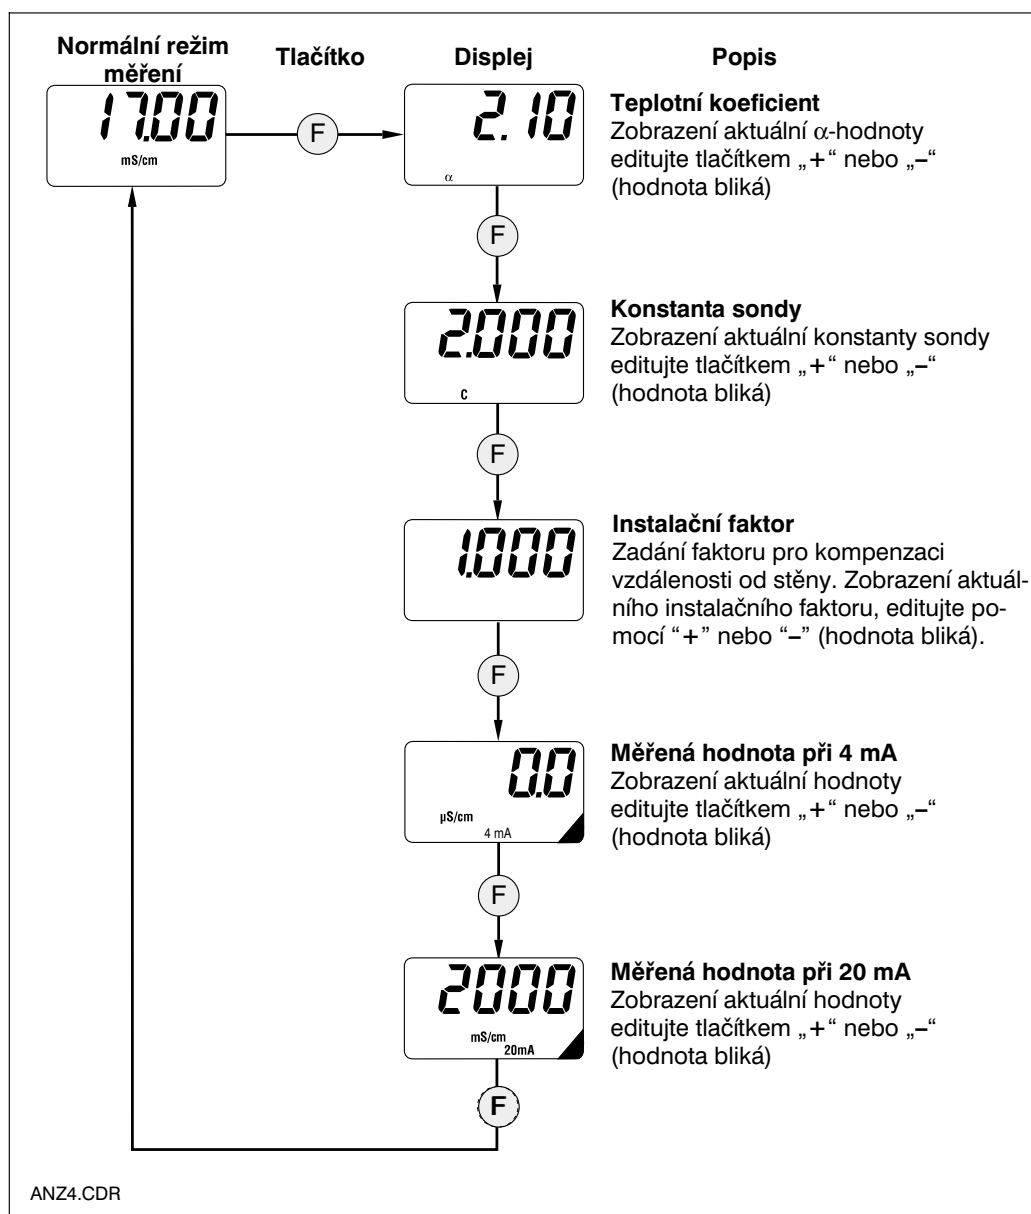 Normální režim
měření
Tlačítko
Displej
Popis
17.00
mS/cm
F
2.10
α
Teplotní koeficient
Zobrazení aktuální α-hodnoty
editujte tlačítkem „+“ nebo „–“
(hodnota bliká)
F
2.000
C
Konstanta sondy
Zobrazení aktuální konstanty sondy
editujte tlačítkem „+“ nebo „–“
(hodnota bliká)
F
1.000
Instalační faktor
Zadání faktoru pro kompenzaci
vzdálenosti od stěny. Zobrazení aktuál-
ního instalačního faktoru, editujte po-
mocí “+” nebo “–” (hodnota bliká).
F
0.0
µS/cm
4 mA
Měřená hodnota při 4 mA
Zobrazení aktuální hodnoty
editujte tlačítkem „+“ nebo „–“
(hodnota bliká)
F
2000
mS/cm
20mA
Měřená hodnota při 20 mA
Zobrazení aktuální hodnoty
editujte tlačítkem „+“ nebo „–“
(hodnota bliká)
F
ANZ4.CDR